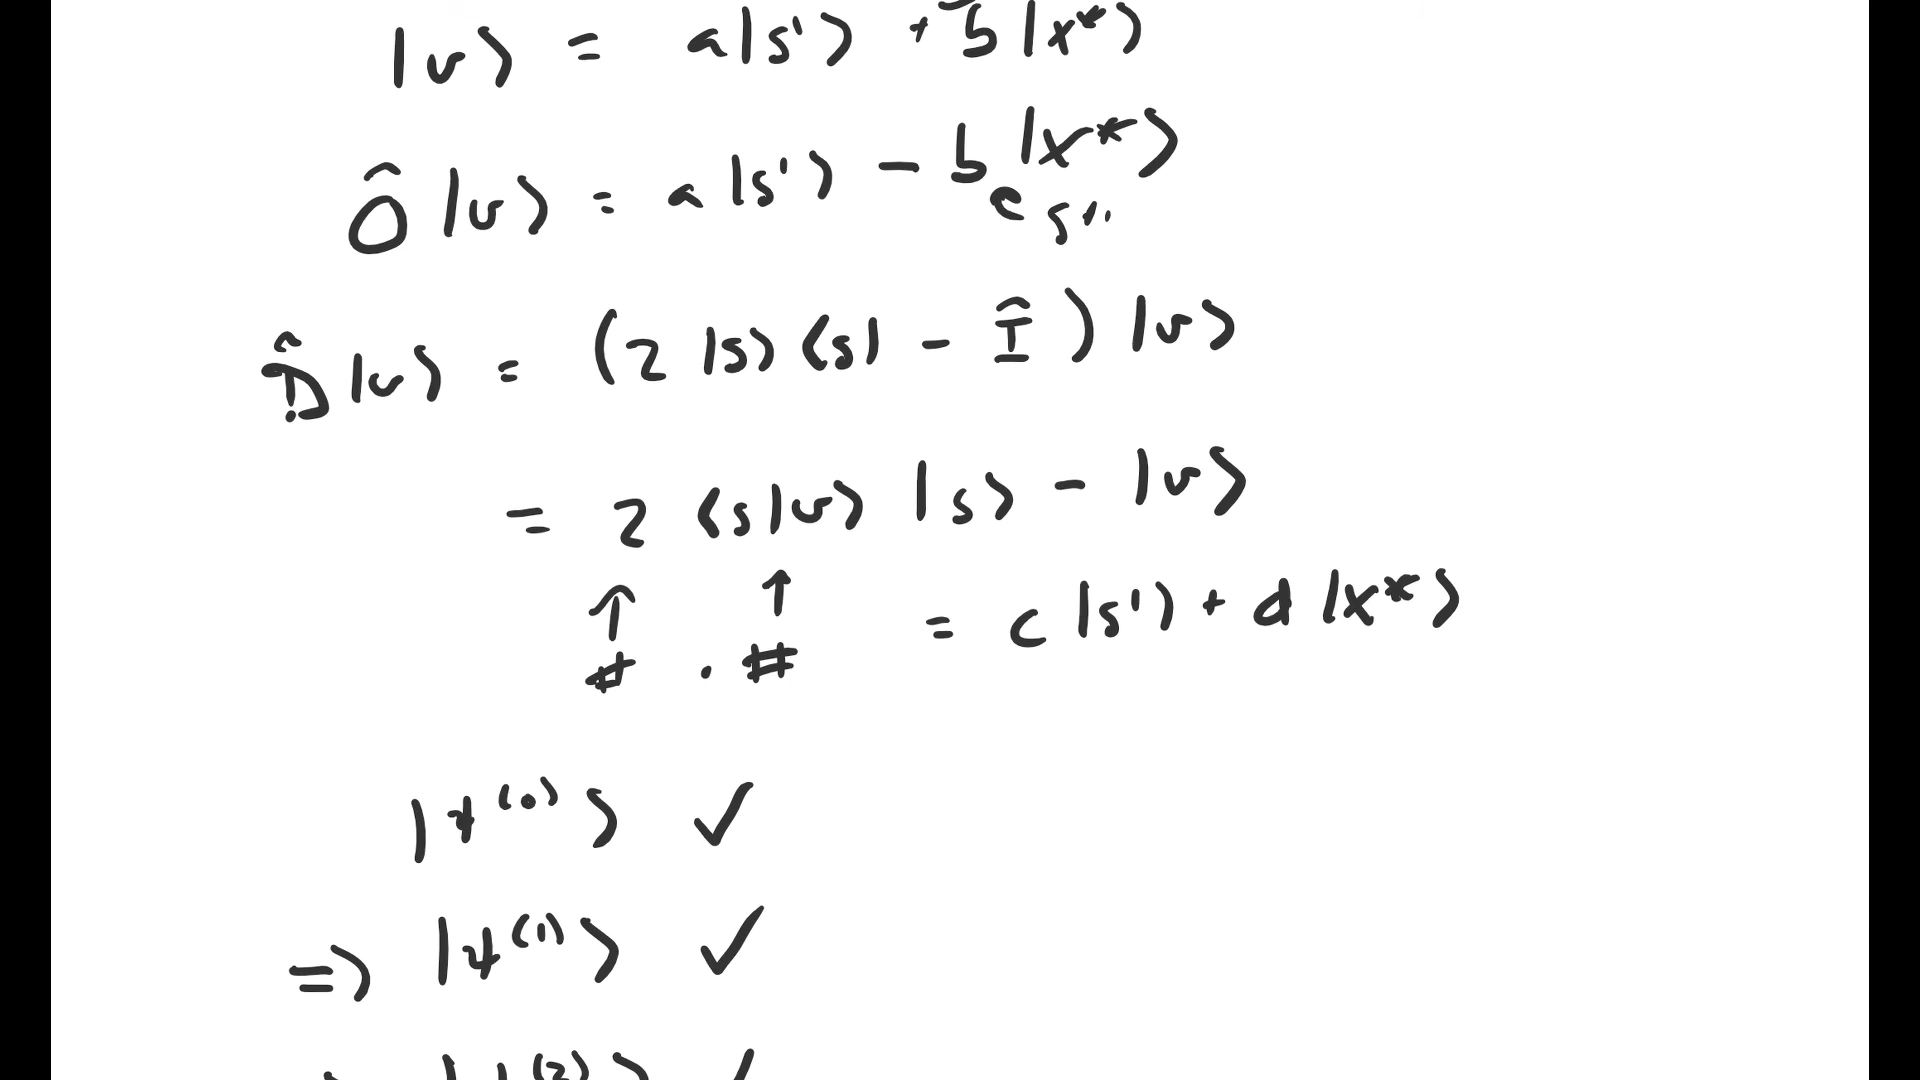 |v⟩ = a|s'⟩ + b|x*⟩
Ô|v⟩ = a|s'⟩ - b|x*⟩
D̂|v⟩ = (2|s⟩⟨s| - Î)|v⟩
= 2⟨s|v⟩|s⟩ - |v⟩
↑ ↑
# · # = c|s'⟩ + d|x*⟩
|ψ⁽⁰⁾⟩ ✓
=> |ψ⁽¹⁾⟩ ✓